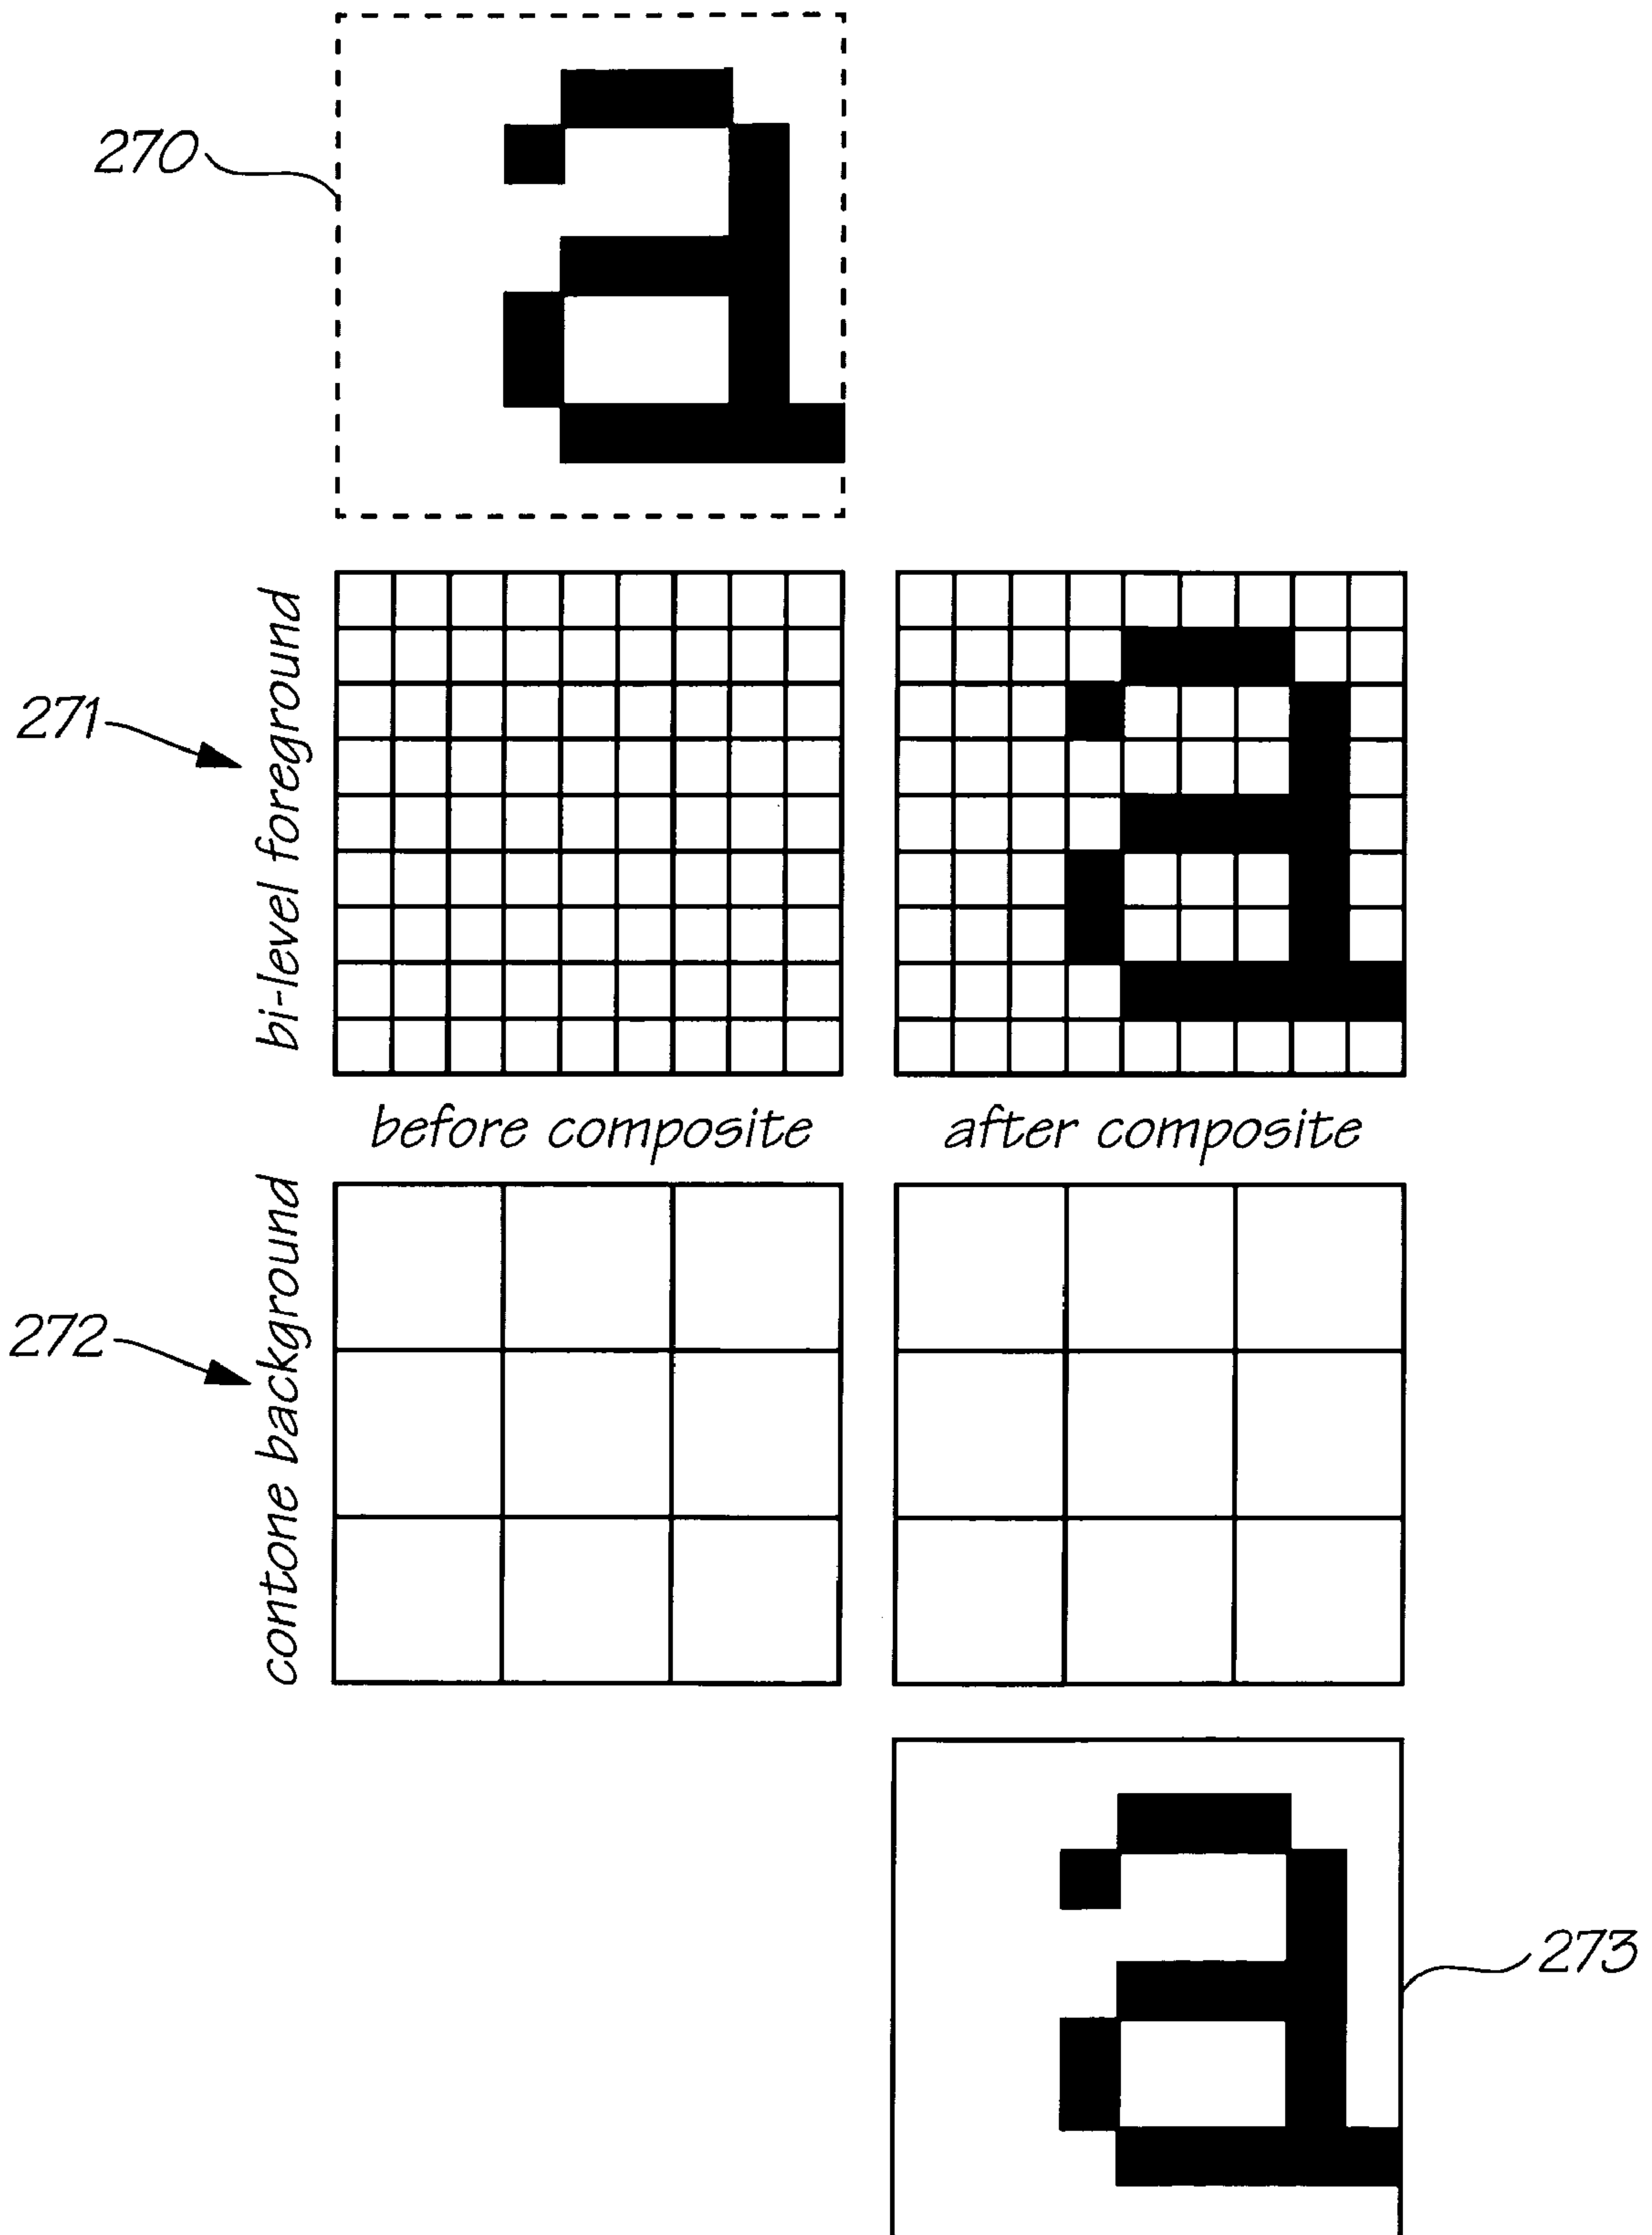 270
a
271
bi-level foreground
a
before composite
after composite
272
contone background
a
273